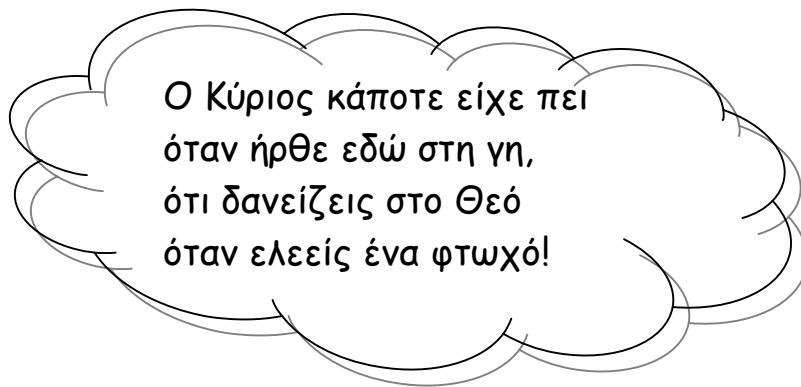 Ο Κύριος κάποτε είχε πει
όταν ήρθε εδώ στη γη,
ότι δανείζεις στο Θεό
όταν ελεείς ένα φτωχό!